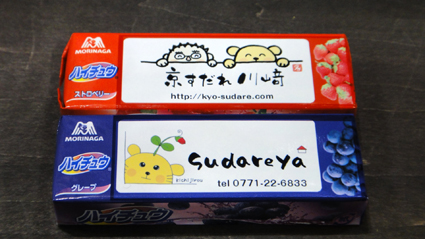 MORINAGA
ハイチュウ
ストロベリー
京すだれ川﨑
http://kyo-sudare.com
MORINAGA
ハイチュウ
グレープ
Sudareya
tel 0771-22-6833